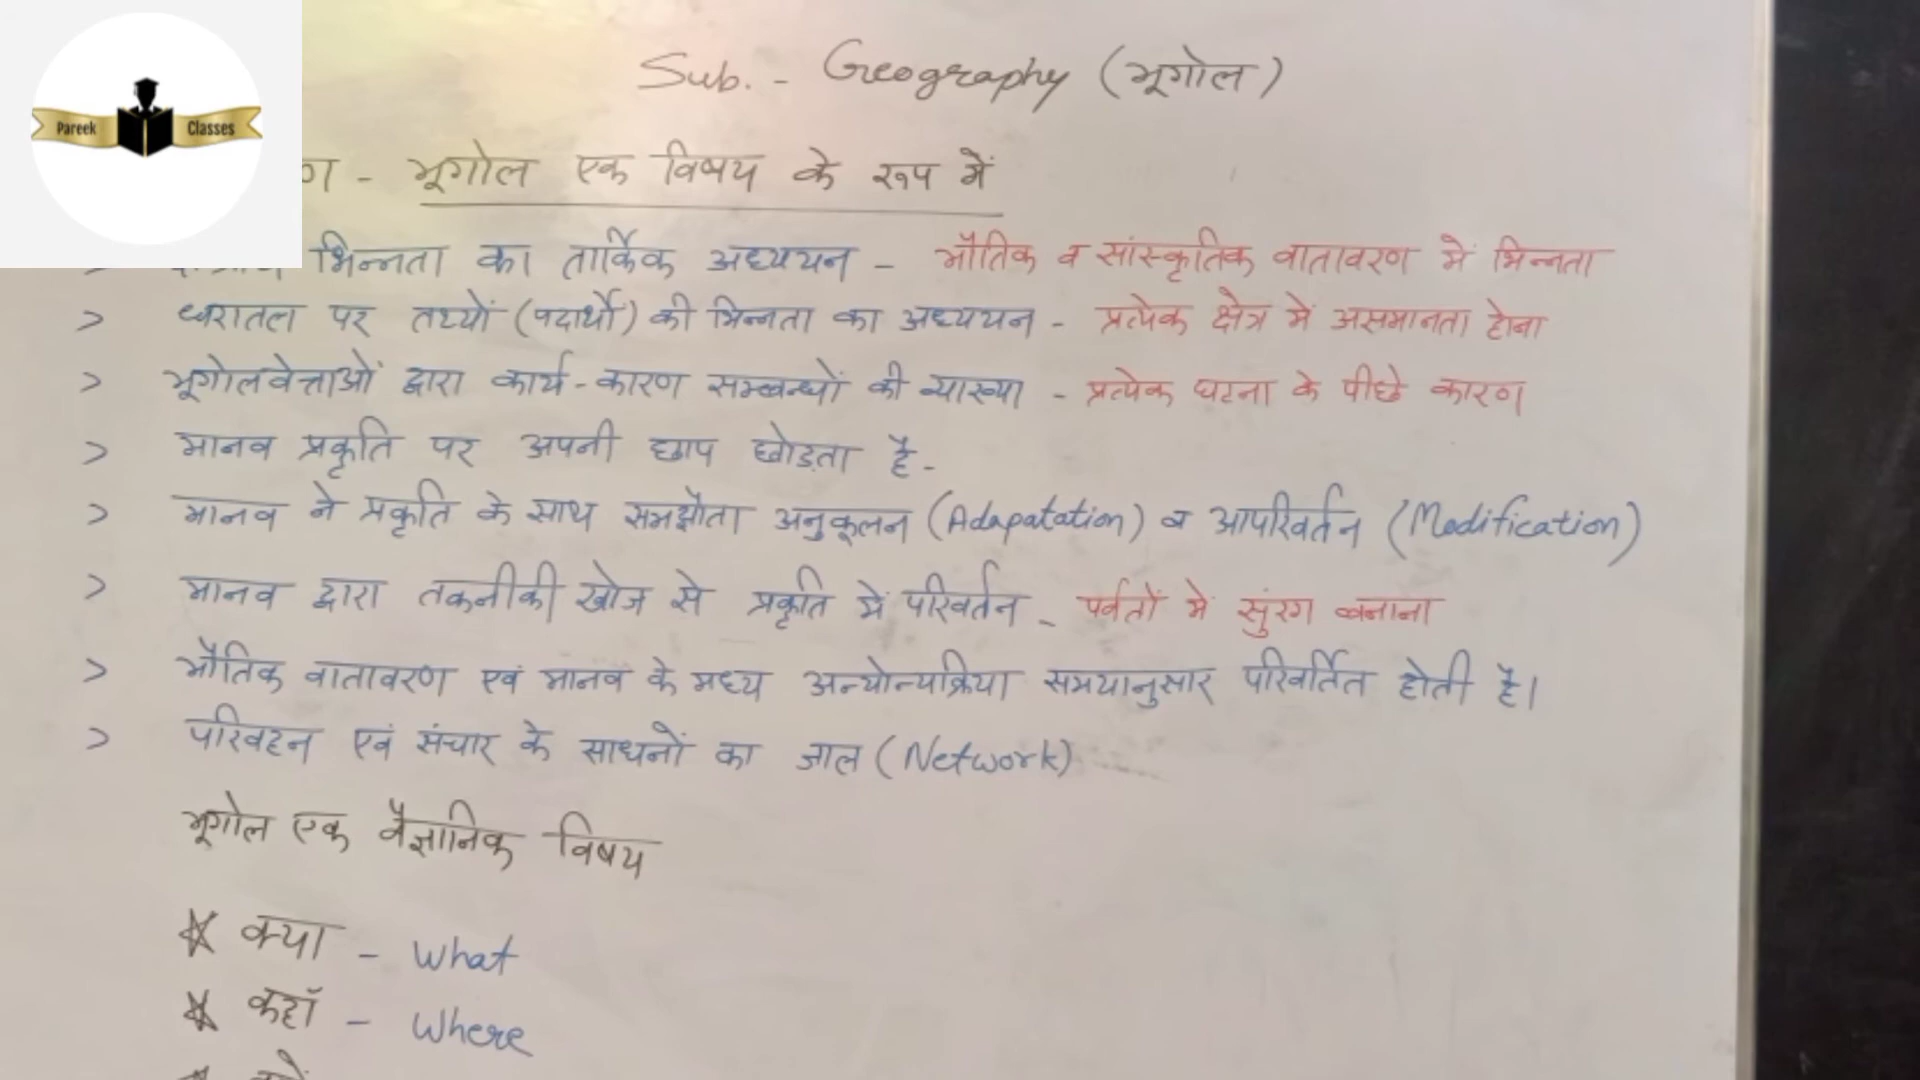 Pareek Classes
Sub. - Geography (भूगोल)
भूगोल एक विषय के रूप में
भिन्नता का तार्किक अध्ययन - भौतिक व सांस्कृतिक वातावरण में भिन्नता
> धरातल पर तथ्यों (पदार्थों) की भिन्नता का अध्ययन - प्रत्येक क्षेत्र में असमानता होना
> भूगोलवेत्ताओं द्वारा कार्य-कारण सम्बन्धों की व्याख्या - प्रत्येक घटना के पीछे कारण
> मानव प्रकृति पर अपनी छाप छोड़ता है -
> मानव ने प्रकृति के साथ समझौता अनुकूलन (Adapatation) व आपरिवर्तन (Modification)
> मानव द्वारा तकनीकी खोज से प्रकृति में परिवर्तन - पर्वतों में सुंरग बनाना
> भौतिक वातावरण एवं मानव के मध्य अन्योन्यक्रिया समयानुसार परिवर्तित होती है।
> परिवहन एवं संचार के साधनों का जाल (Network)
भूगोल एक वैज्ञानिक विषय
☆ क्या - What
☆ कहाँ - Where